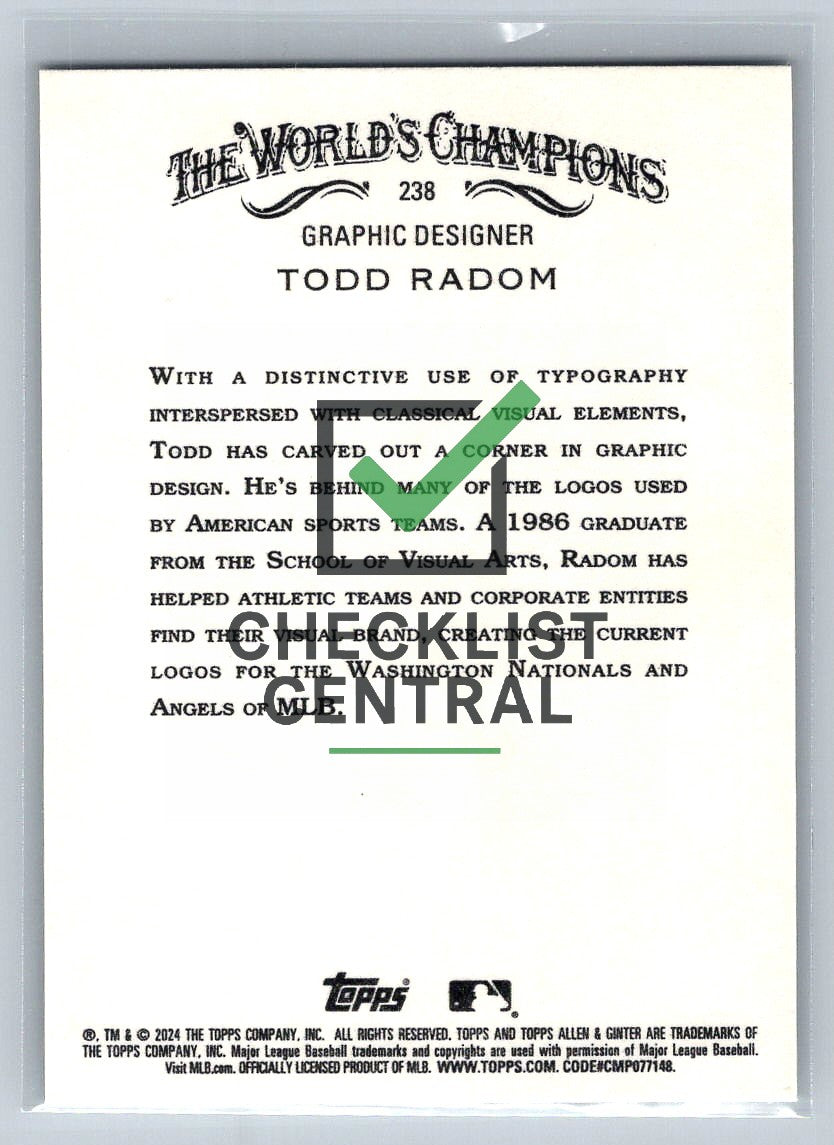 THE WORLD'S CHAMPIONS
238
GRAPHIC DESIGNER
TODD RADOM
WITH A DISTINCTIVE USE OF TYPOGRAPHY
INTERSPERSED WITH CLASSICAL VISUAL ELEMENTS,
TODD HAS CARVED OUT A CORNER IN GRAPHIC
DESIGN. HE'S BEHIND MANY OF THE LOGOS USED
BY AMERICAN SPORTS TEAMS. A 1986 GRADUATE
FROM THE SCHOOL OF VISUAL ARTS, RADOM HAS
HELPED ATHLETIC TEAMS AND CORPORATE ENTITIES
FIND THEIR VISUAL BRAND, CREATING THE CURRENT
LOGOS FOR THE WASHINGTON NATIONALS AND
ANGELS OF MLB.
CHECKLIST
CENTRAL
Topps®
®
®, TM & © 2024 THE TOPPS COMPANY, INC. ALL RIGHTS RESERVED. TOPPS AND TOPPS ALLEN & GINTER ARE TRADEMARKS OF
THE TOPPS COMPANY, INC. Major League Baseball trademarks and copyrights are used with permission of Major League Baseball.
Visit MLB.com. OFFICIALLY LICENSED PRODUCT OF MLB. WWW.TOPPS.COM. CODE#CMP077148.